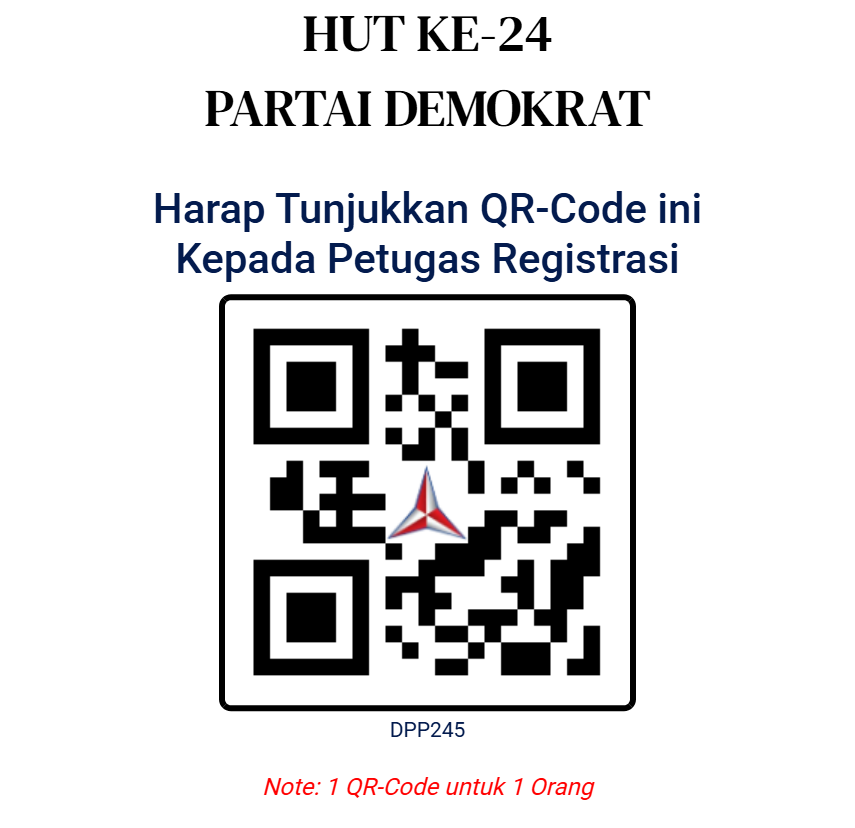 HUT KE-24
PARTAI DEMOKRAT
Harap Tunjukkan QR-Code ini
Kepada Petugas Registrasi
DPP245
Note: 1 QR-Code untuk 1 Orang